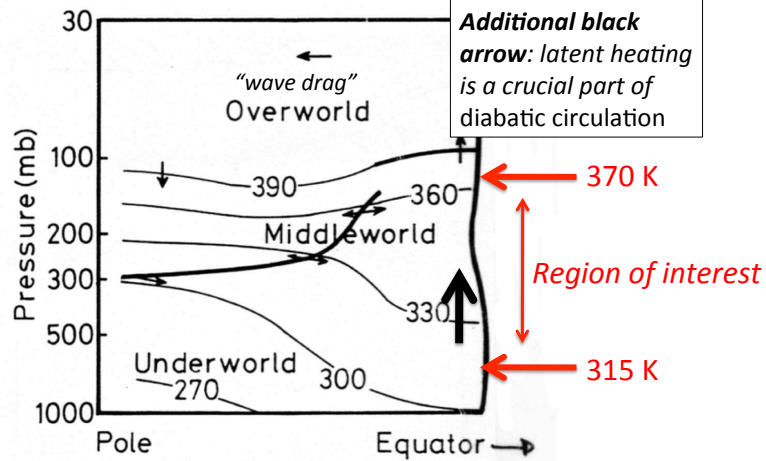 30
Additional black
arrow: latent heating
is a crucial part of
diabatic circulation
"wave drag"
Overworld
100
370 K
390
360
200
Middleworld
Region of interest
300
330
500
Underworld
300
315 K
270
1000
Pressure (mb)
Pole
Equator